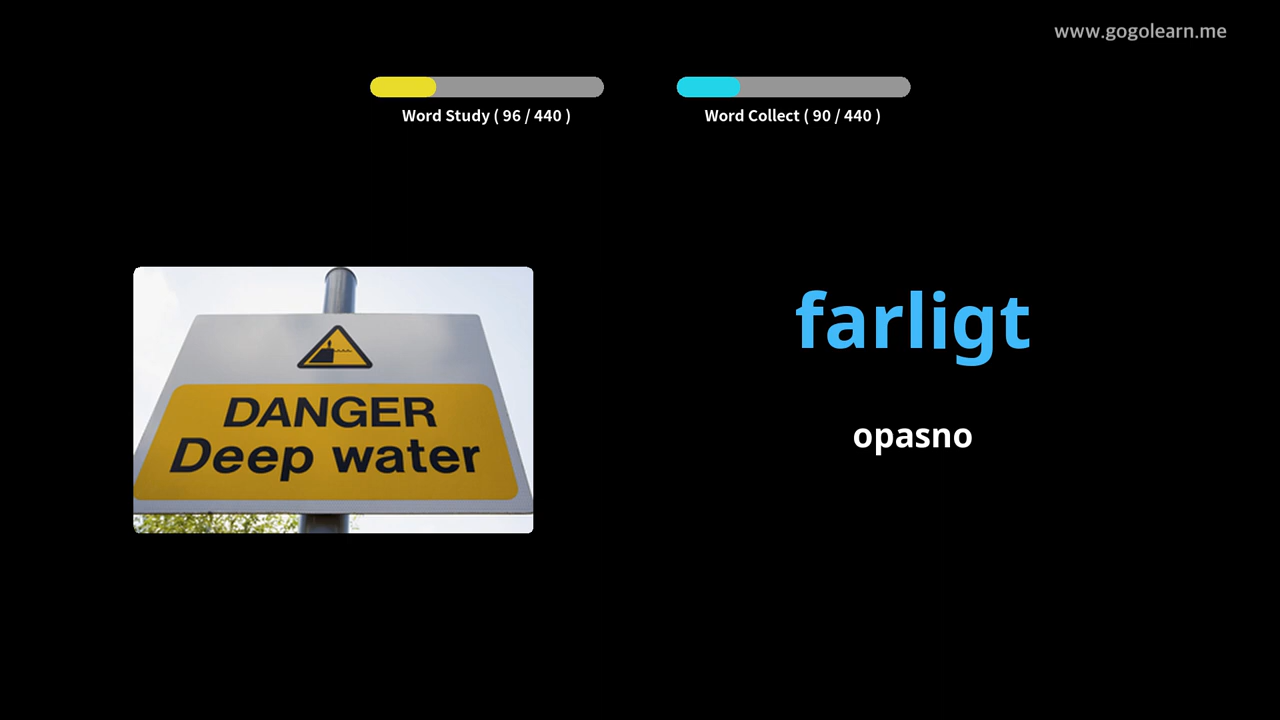 www.gogolearn.me
Word Study ( 96 / 440 )
Word Collect ( 90 / 440 )
DANGER
Deep water
farligt
opasno